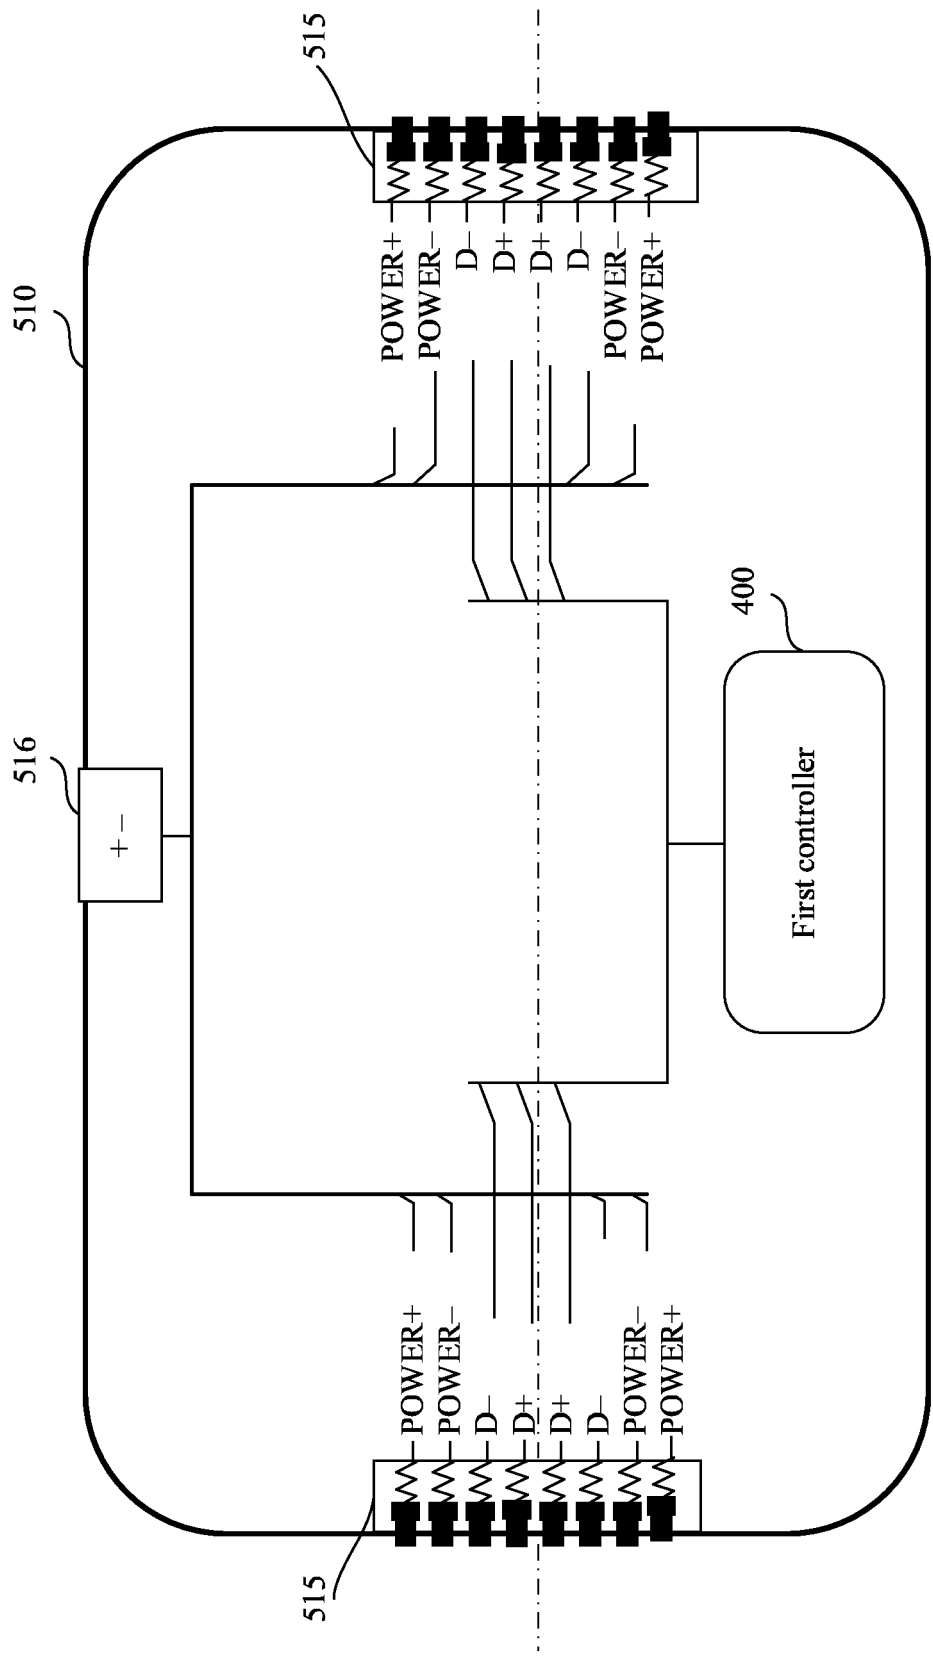 515
POWER+
POWER−
D−
D+
D+
D−
POWER−
POWER+
510
516
+ −
400
First controller
POWER+
POWER−
D−
D+
D+
D−
POWER−
POWER+
515